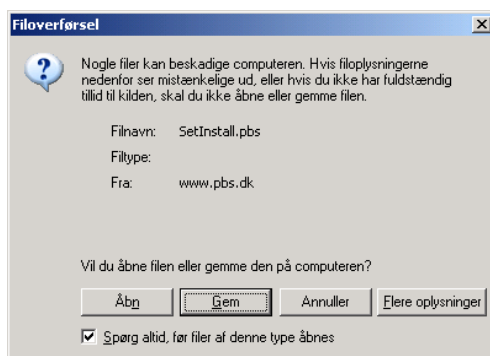 Filoverførsel
Nogle filer kan beskadige computeren. Hvis filoplysningerne
nedenfor ser mistænkelige ud, eller hvis du ikke har fuldstændig
tillid til kilden, skal du ikke åbne eller gemme filen.
Filnavn: SetInstall.pbs
Filtype:
Fra: www.pbs.dk
Vil du åbne filen eller gemme den på computeren?
Åbn Gem Annuller Flere oplysninger
Spørg altid, før filer af denne type åbnes